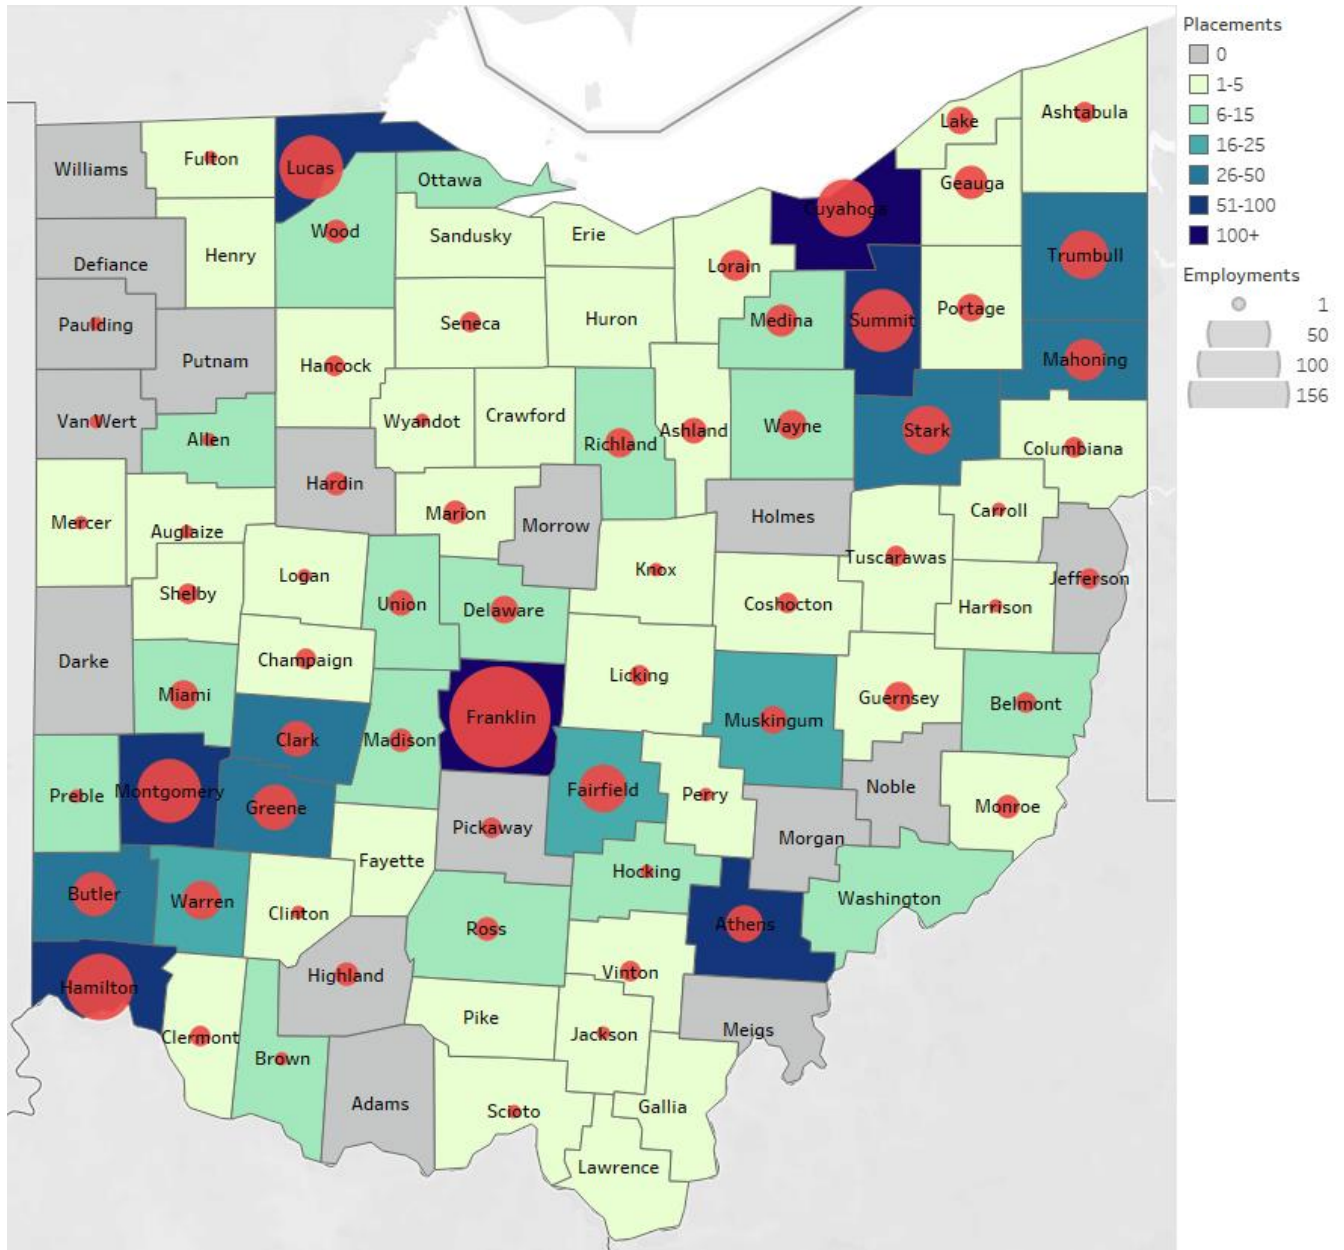 Placements
0
1-5
6-15
16-25
26-50
51-100
100+
Employments
1
50
100
156
Ashtabula
Lake
Fulton
Williams
Lucas
Ottawa
Geauga
Cuyahoga
Wood
Sandusky
Erie
Henry
Trumbull
Defiance
Lorain
Portage
Paulding
Seneca
Huron
Medina
Summit
Putnam
Hancock
Mahoning
Van Wert
Wyandot
Crawford
Allen
Richland
Ashland
Wayne
Stark
Columbiana
Hardin
Mercer
Auglaize
Marion
Morrow
Holmes
Carroll
Tuscarawas
Logan
Knox
Jefferson
Shelby
Union
Delaware
Coshocton
Harrison
Darke
Champaign
Licking
Miami
Guernsey
Belmont
Franklin
Muskingum
Clark
Madison
Preble
Montgomery
Greene
Fairfield
Perry
Noble
Monroe
Pickaway
Morgan
Fayette
Hocking
Butler
Warren
Clinton
Washington
Ross
Athens
Hamilton
Highland
Vinton
Pike
Jackson
Meigs
Clermont
Brown
Adams
Scioto
Gallia
Lawrence